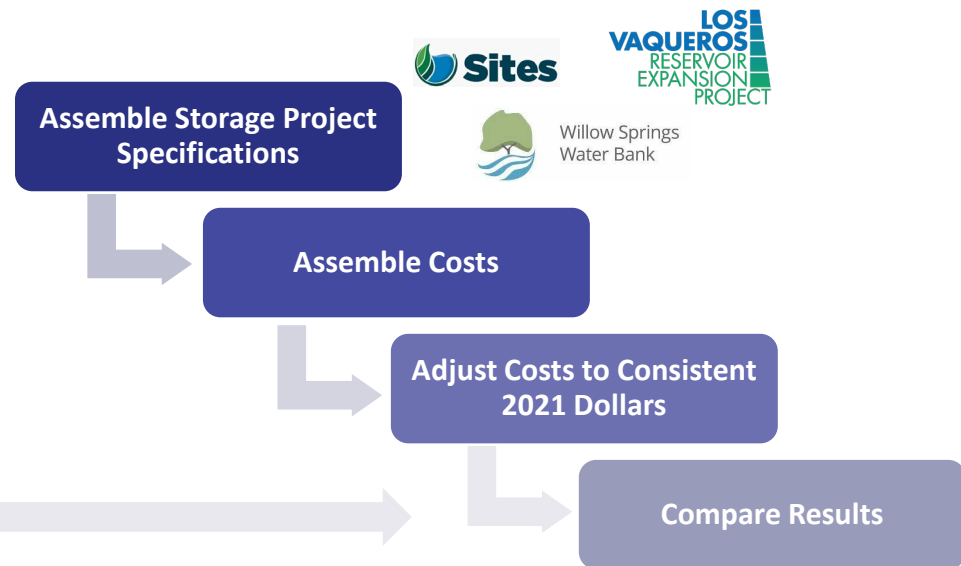 LOS
VAQUEROS
RESERVOIR
EXPANSION
PROJECT
Sites
Assemble Storage Project
Specifications
Willow Springs
Water Bank
Assemble Costs
Adjust Costs to Consistent
2021 Dollars
Compare Results